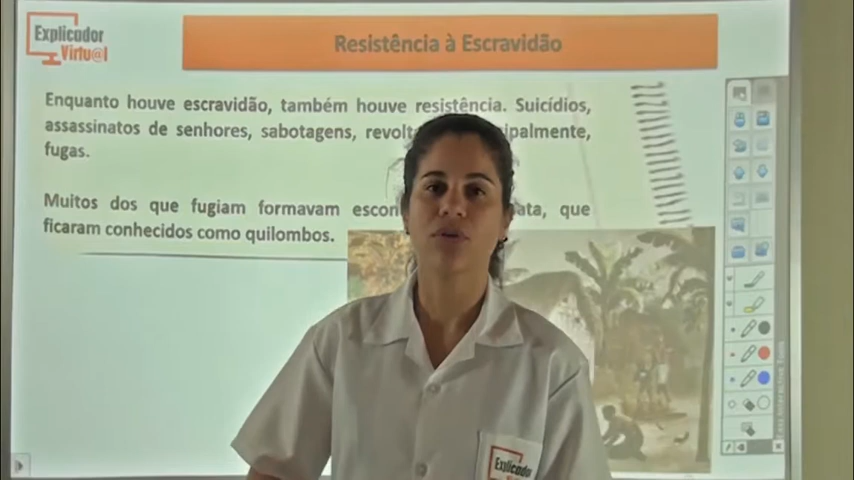 Explicador
Virtu@l
Resistência à Escravidão
Enquanto houve escravidão, também houve resistência. Suicídios,
assassinatos de senhores, sabotagens, revolt cipalmente,
fugas.
Muitos dos que fugiam formavam escon ata, que
ficaram conhecidos como quilombos.
Explicador